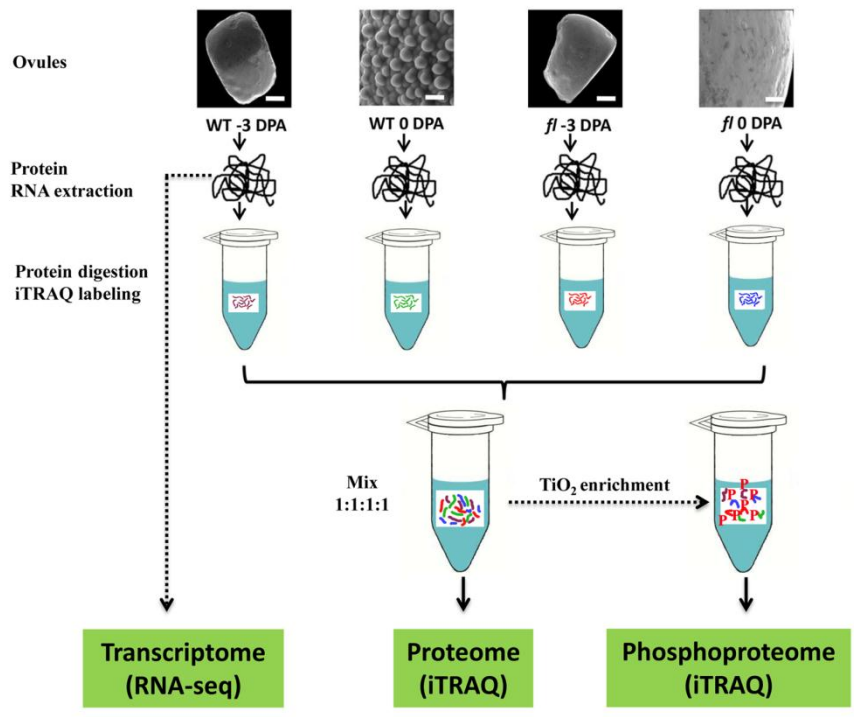 Ovules
WT -3 DPA
WT 0 DPA
fl -3 DPA
fl 0 DPA
Protein
RNA extraction
Protein digestion
iTRAQ labeling
Mix
1:1:1:1
TiO₂ enrichment
P
P
P
P
P
P
P
P
Transcriptome
(RNA-seq)
Proteome
(iTRAQ)
Phosphoproteome
(iTRAQ)